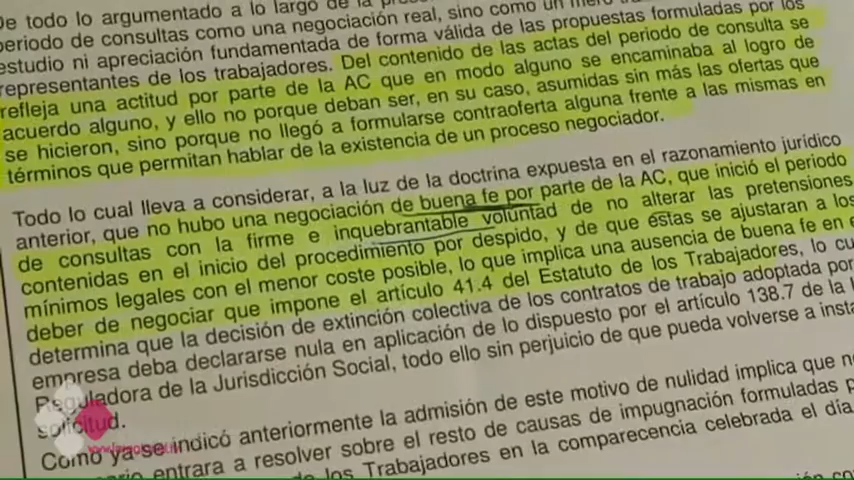 De todo lo argumentado a lo largo de la
periodo de consultas como una negociación real, sino como un
estudio ni apreciación fundamentada de forma válida de las propuestas formuladas por los
representantes de los trabajadores. Del contenido de las actas del periodo de consulta se
refleja una actitud por parte de la AC que en modo alguno se encaminaba al logro de
acuerdo alguno, y ello no porque deban ser, en su caso, asumidas sin más las ofertas que
se hicieron, sino porque no llegó a formularse contraoferta alguna frente a las mismas en
términos que permitan hablar de la existencia de un proceso negociador.
Todo lo cual lleva a considerar, a la luz de la doctrina expuesta en el razonamiento jurídico
anterior, que no hubo una negociación de buena fe por parte de la AC, que inició el periodo
de consultas con la firme e inquebrantable voluntad de no alterar las pretensiones
contenidas en el inicio del procedimiento por despido, y de que éstas se ajustaran a los
mínimos legales con el menor coste posible, lo que implica una ausencia de buena fe en e
deber de negociar que impone el artículo 41.4 del Estatuto de los Trabajadores, lo cu
determina que la decisión de extinción colectiva de los contratos de trabajo adoptada por
empresa deba declararse nula en aplicación de lo dispuesto por el artículo 138.7 de la
Reguladora de la Jurisdicción Social, todo ello sin perjuicio de que pueda volverse a insta
solicitud.
Como ya se indicó anteriormente la admisión de este motivo de nulidad implica que
entrara a resolver sobre el resto de causas de impugnación formuladas p
de los Trabajadores en la comparecencia celebrada el día